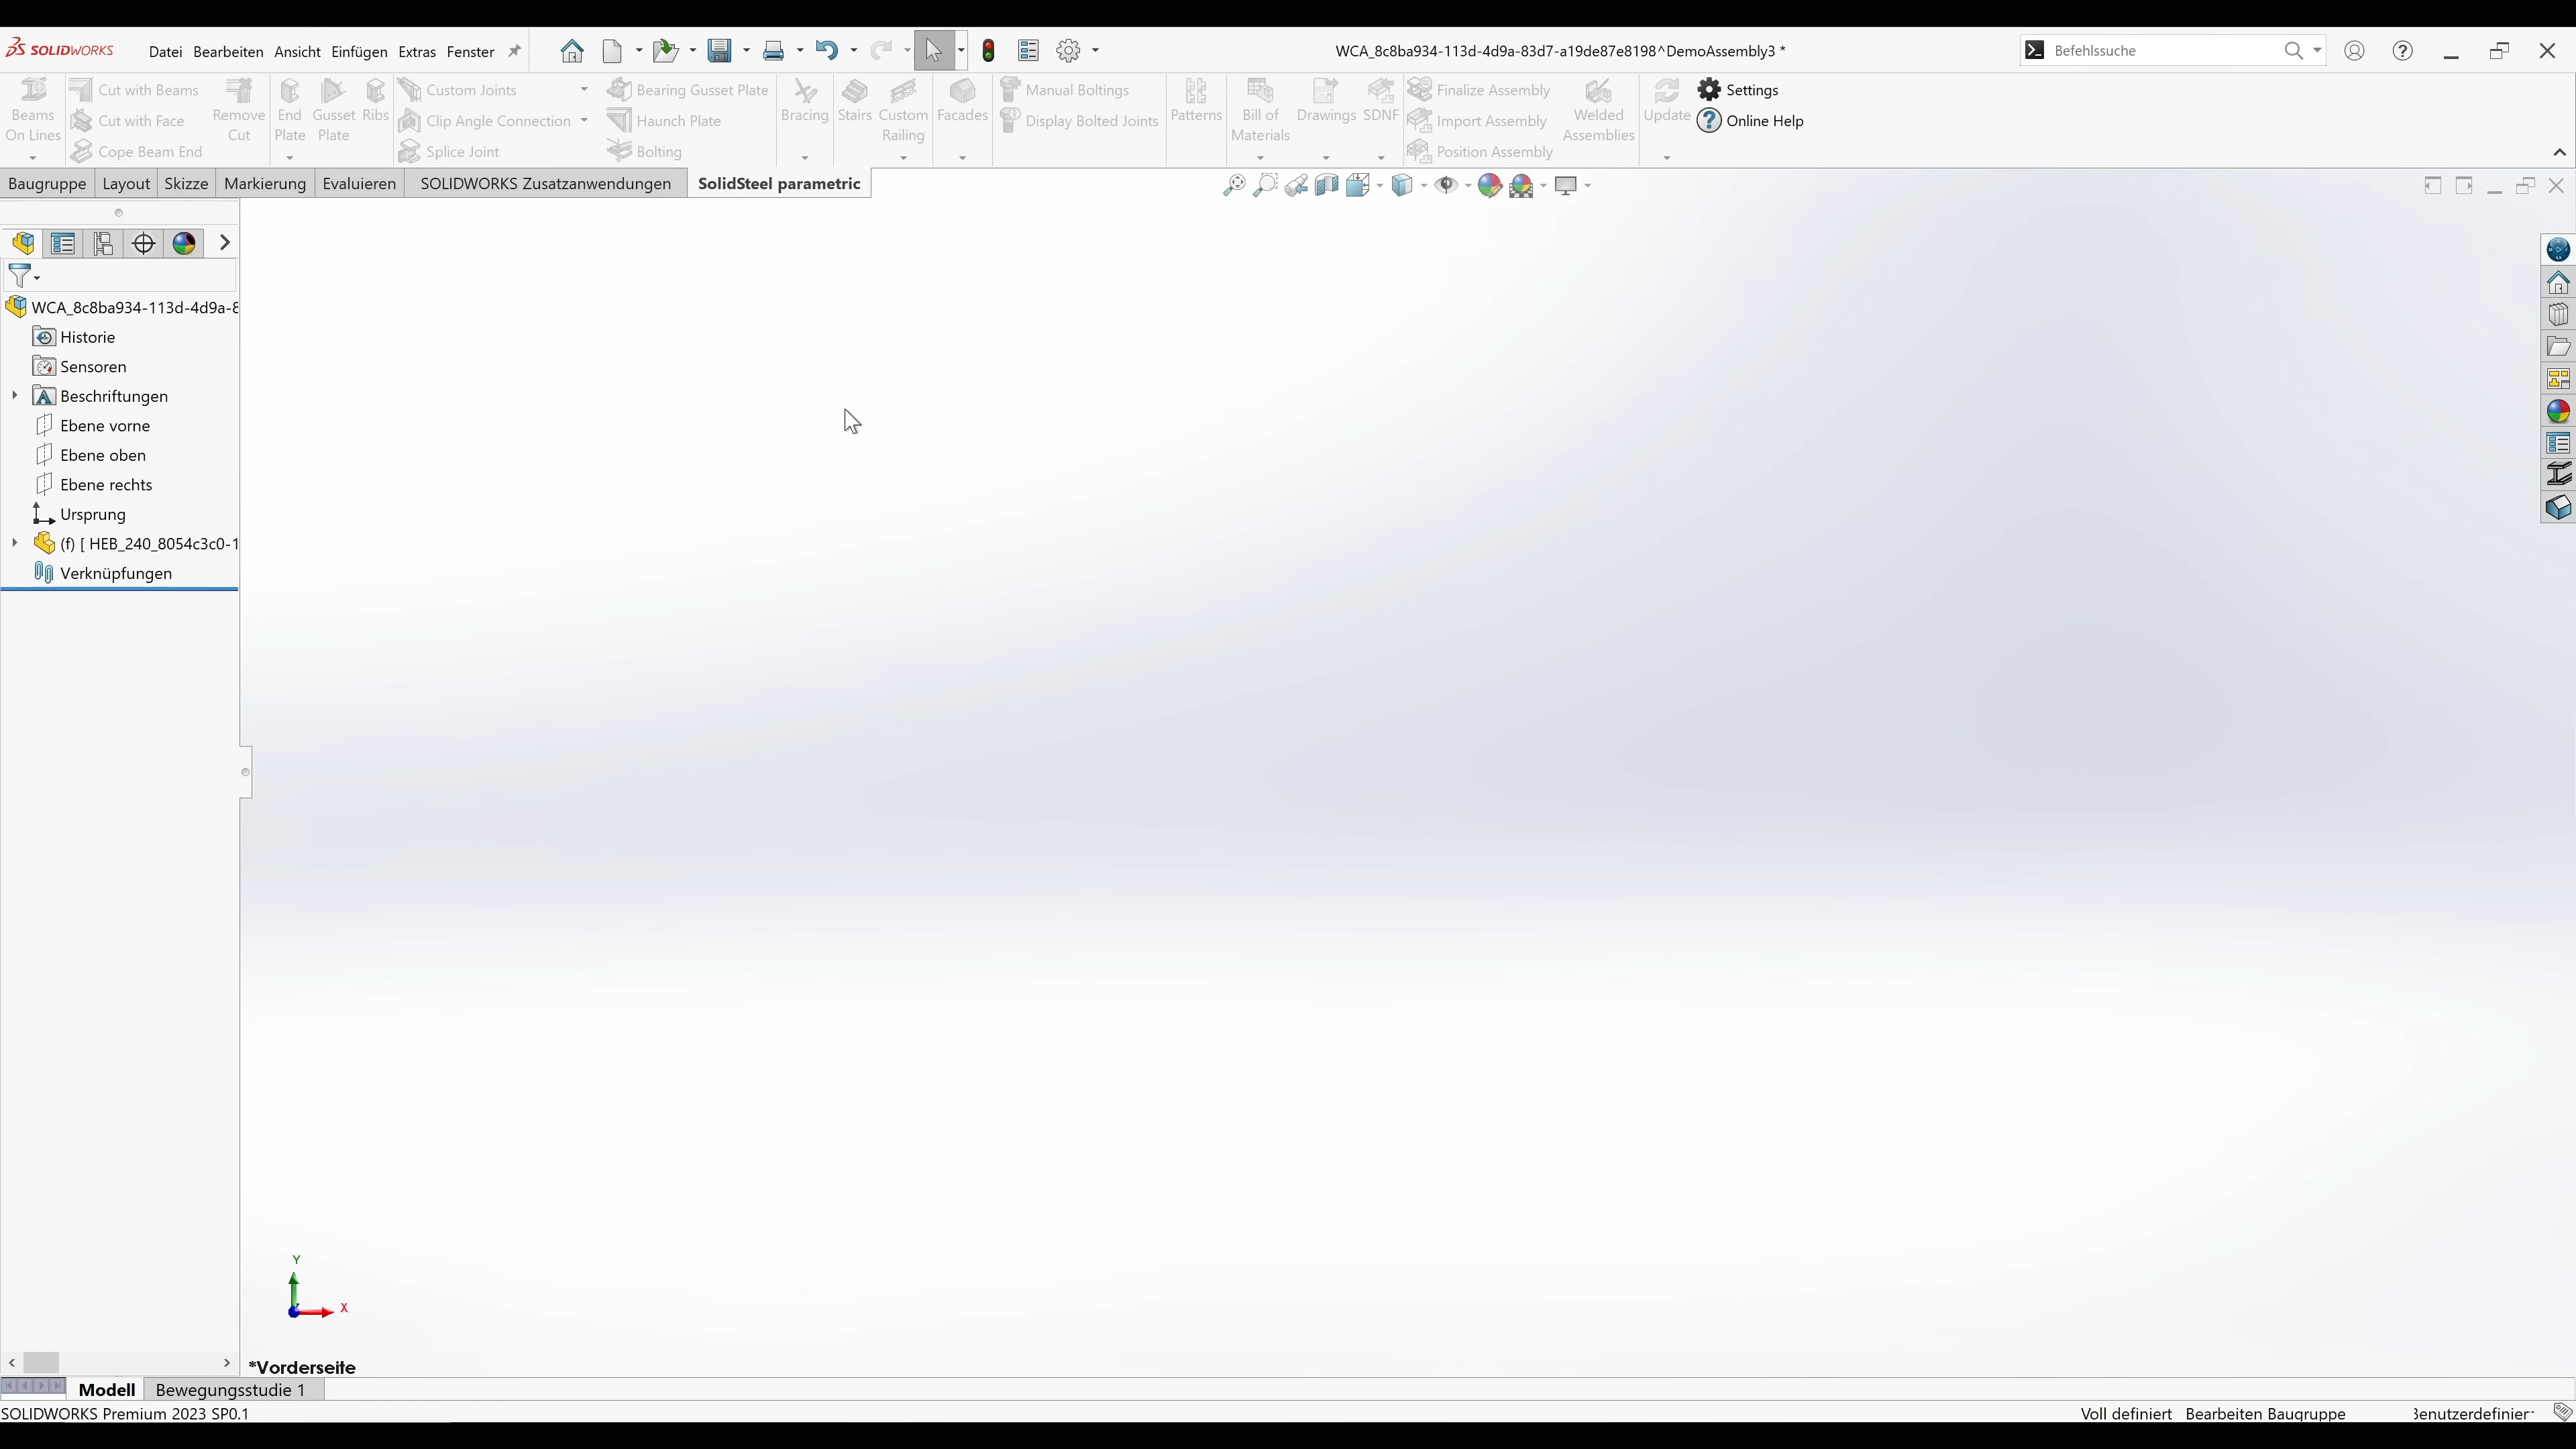 SOLIDWORKS Datei Bearbeiten Ansicht Einfügen Extras Fenster WCA_8c8ba934-113d-4d9a-83d7-a19de87e8198^DemoAssembly3 * Befehlssuche
Beams On Lines
Cut with Beams
Cut with Face
Cope Beam End
Remove Cut
End Plate
Gusset Plate
Ribs
Custom Joints
Clip Angle Connection
Splice Joint
Bearing Gusset Plate
Haunch Plate
Bolting
Bracing
Stairs
Custom Railing
Facades
Manual Boltings
Display Bolted Joints
Patterns
Bill of Materials
Drawings
SDNF
Finalize Assembly
Import Assembly
Position Assembly
Welded Assemblies
Update
Settings
Online Help
Baugruppe Layout Skizze Markierung Evaluieren SOLIDWORKS Zusatzanwendungen SolidSteel parametric
WCA_8c8ba934-113d-4d9a-8
Historie
Sensoren
Beschriftungen
Ebene vorne
Ebene oben
Ebene rechts
Ursprung
(f) [ HEB_240_8054c3c0-1
Verknüpfungen
Y
X
*Vorderseite
Modell Bewegungsstudie 1
SOLIDWORKS Premium 2023 SP0.1 Voll definiert Bearbeiten Baugruppe